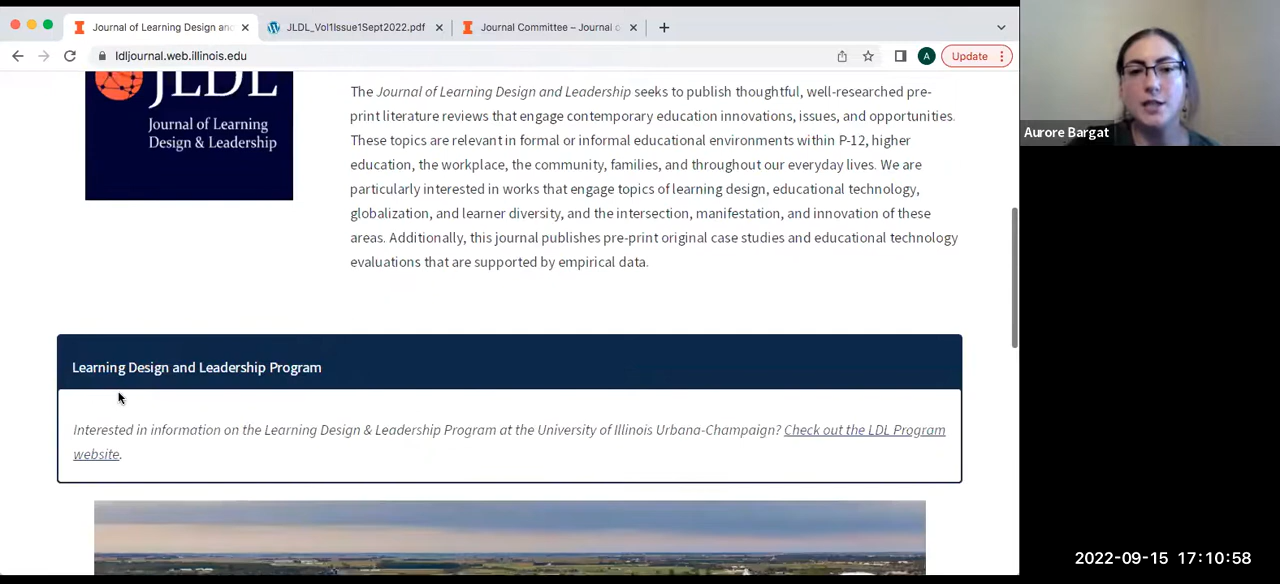 Journal of Learning Design an
JLDL_Vol1Issue1Sept2022.pdf
Journal Committee – Journal o
ldljournal.web.illinois.edu
A
Update
JLDL
Journal of Learning
Design & Leadership
The Journal of Learning Design and Leadership seeks to publish thoughtful, well-researched pre-
print literature reviews that engage contemporary education innovations, issues, and opportunities.
These topics are relevant in formal or informal educational environments within P-12, higher
education, the workplace, the community, families, and throughout our everyday lives. We are
particularly interested in works that engage topics of learning design, educational technology,
globalization, and learner diversity, and the intersection, manifestation, and innovation of these
areas. Additionally, this journal publishes pre-print original case studies and educational technology
evaluations that are supported by empirical data.
Learning Design and Leadership Program
Interested in information on the Learning Design & Leadership Program at the University of Illinois Urbana-Champaign? Check out the LDL Program
website.
Aurore Bargat
2022-09-15 17:10:58